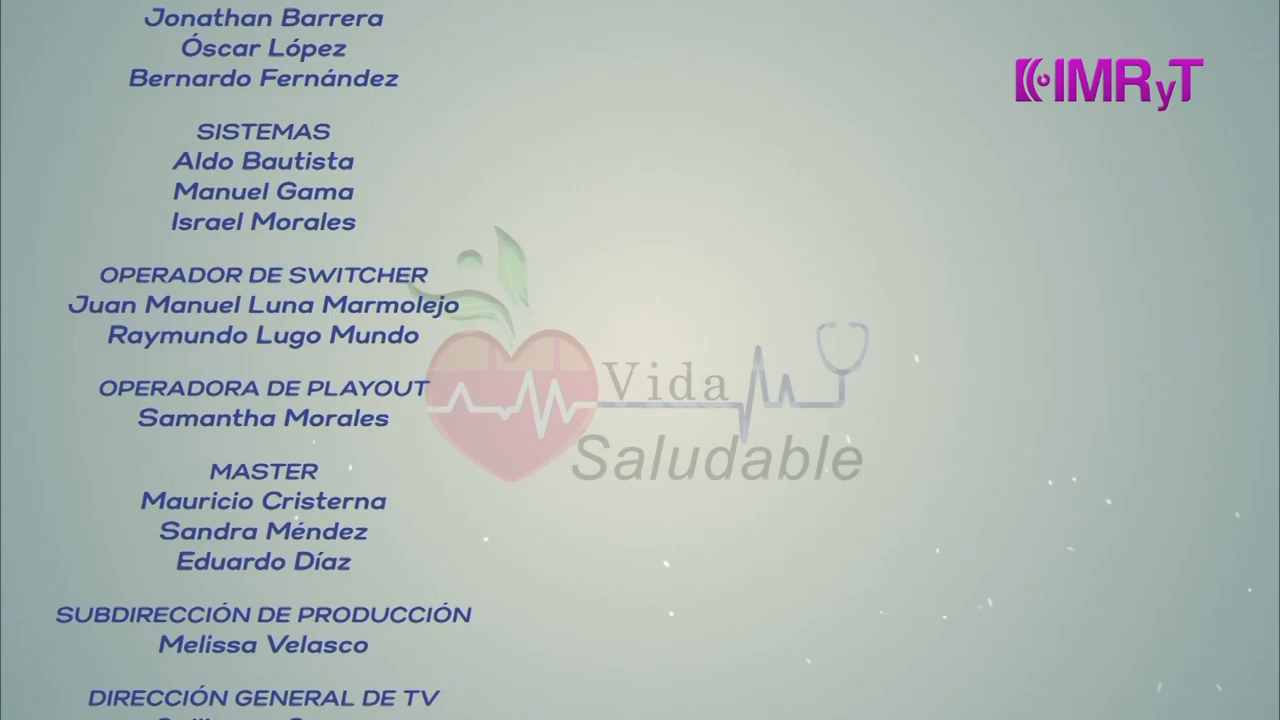 Jonathan Barrera
Óscar López
Bernardo Fernández
IMRyT
SISTEMAS
Aldo Bautista
Manuel Gama
Israel Morales
OPERADOR DE SWITCHER
Juan Manuel Luna Marmolejo
Raymundo Lugo Mundo
OPERADORA DE PLAYOUT
Samantha Morales
Vida
Saludable
MASTER
Mauricio Cristerna
Sandra Méndez
Eduardo Díaz
SUBDIRECCIÓN DE PRODUCCIÓN
Melissa Velasco
DIRECCIÓN GENERAL DE TV